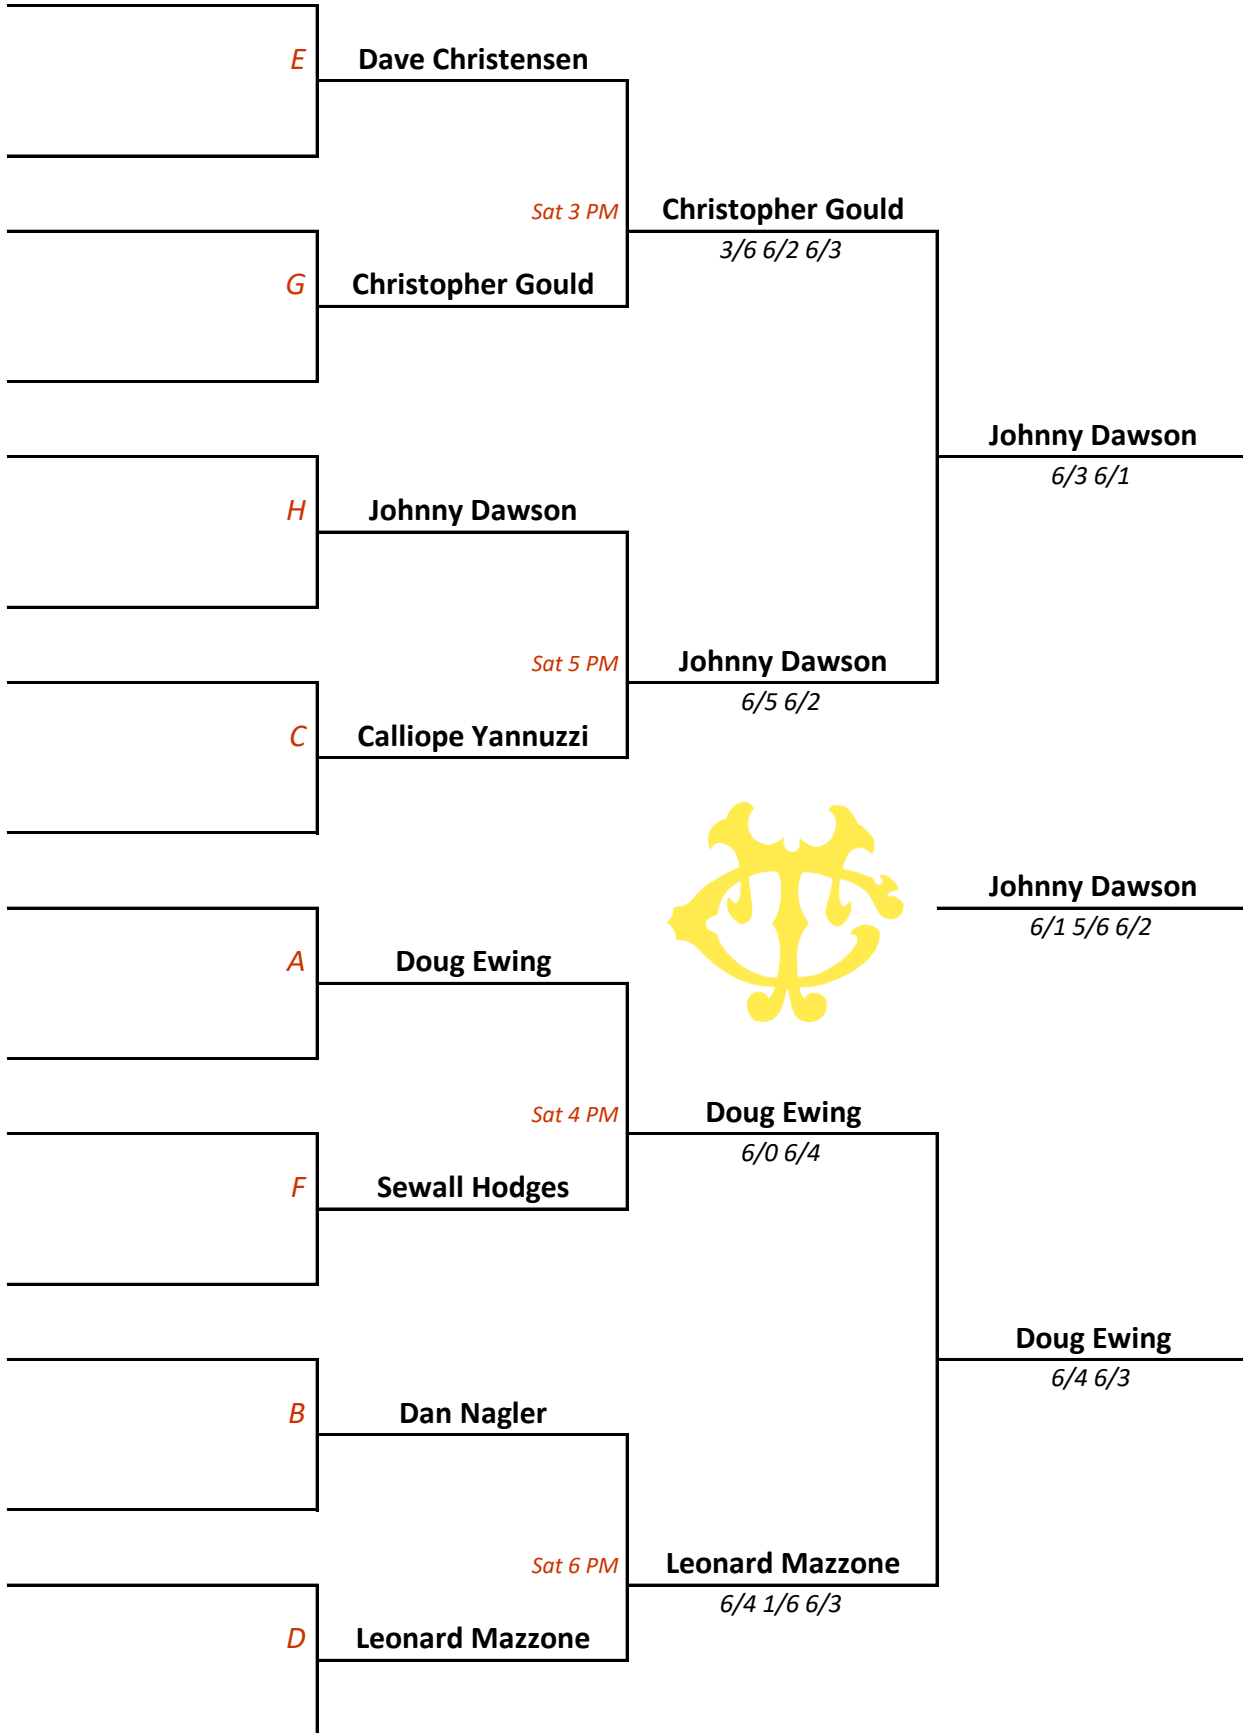 E Dave Christensen
Sat 3 PM Christopher Gould
3/6 6/2 6/3
G Christopher Gould
Johnny Dawson
6/3 6/1
H Johnny Dawson
Sat 5 PM Johnny Dawson
6/5 6/2
C Calliope Yannuzzi
Johnny Dawson
6/1 5/6 6/2
A Doug Ewing
Sat 4 PM Doug Ewing
6/0 6/4
F Sewall Hodges
Doug Ewing
6/4 6/3
B Dan Nagler
Sat 6 PM Leonard Mazzone
6/4 1/6 6/3
D Leonard Mazzone